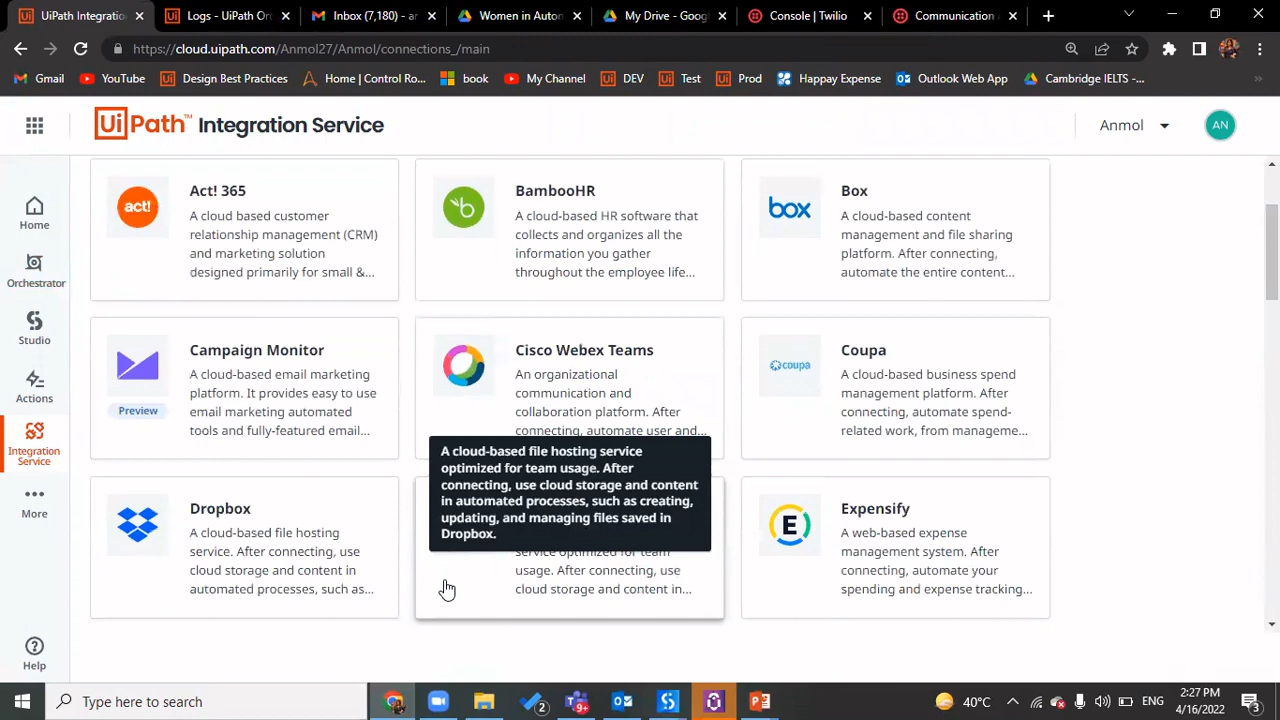 UiPath Integratio
Logs - UiPath Orc
Inbox (7,180) - ar
Women in Autom
My Drive - Googl
Console | Twilio
Communication A
https://cloud.uipath.com/Anmol27/Anmol/connections_/main
Gmail
YouTube
Design Best Practices
Home | Control Ro...
book
My Channel
DEV
Test
Prod
Happay Expense
Outlook Web App
Cambridge IELTS -...
UiPath™ Integration Service
Anmol
AN
Home
Orchestrator
Studio
Actions
Integration
Service
More
Help
act!
Act! 365
A cloud based customer
relationship management (CRM)
and marketing solution
designed primarily for small &...
BambooHR
A cloud-based HR software that
collects and organizes all the
information you gather
throughout the employee life...
box
Box
A cloud-based content
management and file sharing
platform. After connecting,
automate the entire content...
Preview
Campaign Monitor
A cloud-based email marketing
platform. It provides easy to use
email marketing automated
tools and fully-featured email...
Cisco Webex Teams
An organizational
communication and
collaboration platform. After
connecting, automate user and...
coupa
Coupa
A cloud-based business spend
management platform. After
connecting, automate spend-
related work, from manageme...
Dropbox
A cloud-based file hosting
service. After connecting, use
cloud storage and content in
automated processes, such as...
A cloud-based file hosting service
optimized for team usage. After
connecting, use cloud storage and content
in automated processes, such as creating,
updating, and managing files saved in
Dropbox.
service optimized for team
usage. After connecting, use
cloud storage and content in...
E
Expensify
A web-based expense
management system. After
connecting, automate your
spending and expense tracking...
Type here to search
2
9+
40°C
ENG
2:27 PM
4/16/2022
3